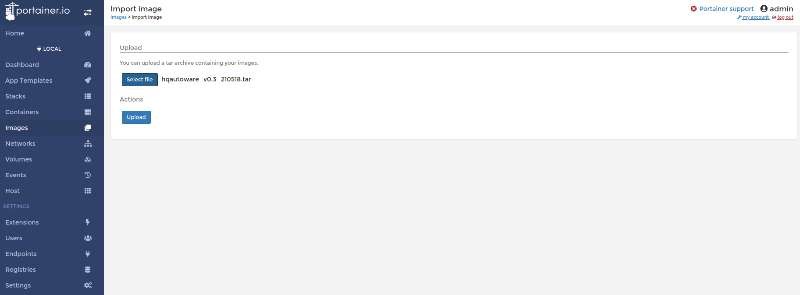 portainer.io
Home
LOCAL
Dashboard
App Templates
Stacks
Containers
Images
Networks
Volumes
Events
Host
SETTINGS
Extensions
Users
Endpoints
Registries
Settings
Import image
Images > Import image
Portainer support admin
my account log out
Upload
You can upload a tar archive containing your images.
Select file hqautoware_v0.3_210518.tar
Actions
Upload